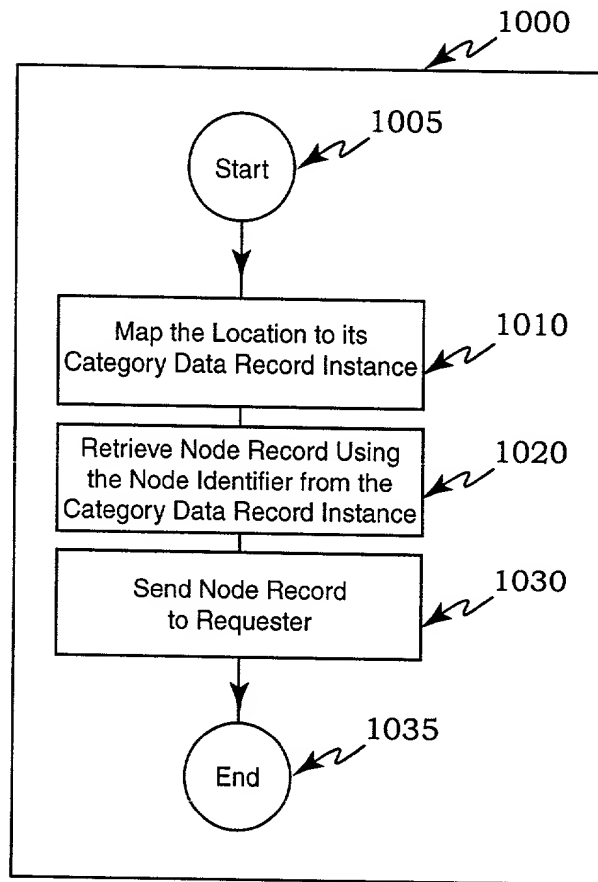 1000
1005
Start
Map the Location to its
Category Data Record Instance
1010
Retrieve Node Record Using
the Node Identifier from the
Category Data Record Instance
1020
Send Node Record
to Requester
1030
1035
End